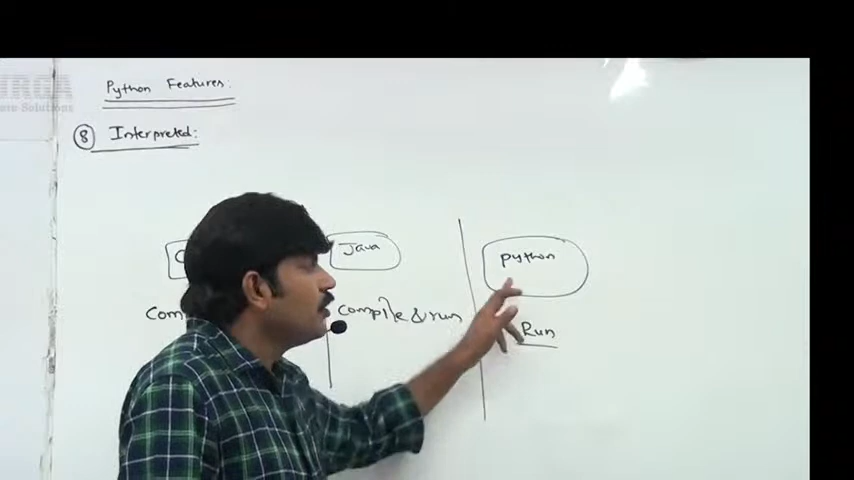 Python Features:
8 Interpreted:
Java
Python
Compile & run
Run